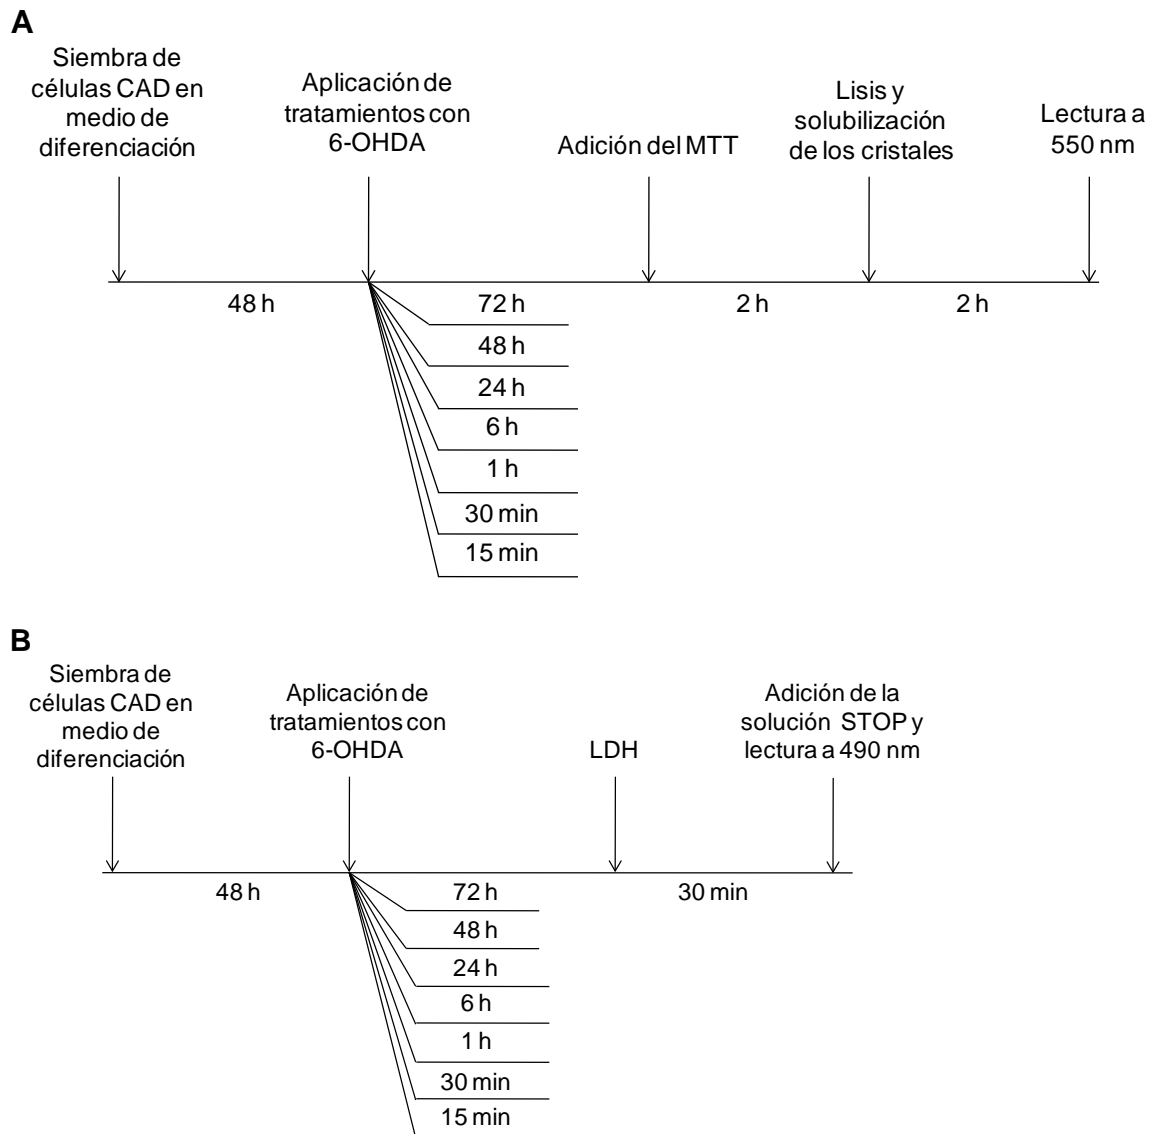 A
Siembra de
células CAD en
medio de
diferenciación
Aplicación de
tratamientos con
6-OHDA
Adición del MTT
Lisis y
solubilización
de los cristales
Lectura a
550 nm
48 h
72 h
2 h
2 h
48 h
24 h
6 h
1 h
30 min
15 min
B
Siembra de
células CAD en
medio de
diferenciación
Aplicación de
tratamientos con
6-OHDA
LDH
Adición de la
solución STOP y
lectura a 490 nm
48 h
72 h
30 min
48 h
24 h
6 h
1 h
30 min
15 min